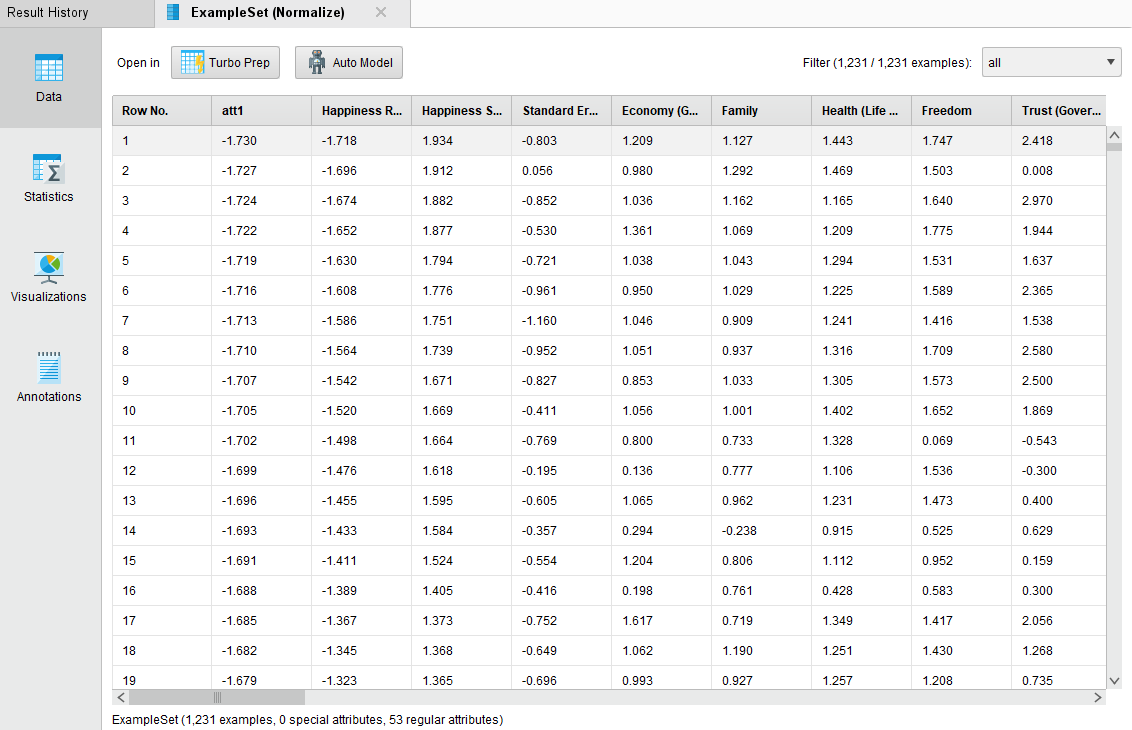 Result History ExampleSet (Normalize)
Open in Turbo Prep Auto Model Filter (1,231 / 1,231 examples): all
Data
Statistics
Visualizations
Annotations
Row No. att1 Happiness R... Happiness S... Standard Er... Economy (G... Family Health (Life ... Freedom Trust (Gover...
1 -1.730 -1.718 1.934 -0.803 1.209 1.127 1.443 1.747 2.418
2 -1.727 -1.696 1.912 0.056 0.980 1.292 1.469 1.503 0.008
3 -1.724 -1.674 1.882 -0.852 1.036 1.162 1.165 1.640 2.970
4 -1.722 -1.652 1.877 -0.530 1.361 1.069 1.209 1.775 1.944
5 -1.719 -1.630 1.794 -0.721 1.038 1.043 1.294 1.531 1.637
6 -1.716 -1.608 1.776 -0.961 0.950 1.029 1.225 1.589 2.365
7 -1.713 -1.586 1.751 -1.160 1.046 0.909 1.241 1.416 1.538
8 -1.710 -1.564 1.739 -0.952 1.051 0.937 1.316 1.709 2.580
9 -1.707 -1.542 1.671 -0.827 0.853 1.033 1.305 1.573 2.500
10 -1.705 -1.520 1.669 -0.411 1.056 1.001 1.402 1.652 1.869
11 -1.702 -1.498 1.664 -0.769 0.800 0.733 1.328 0.069 -0.543
12 -1.699 -1.476 1.618 -0.195 0.136 0.777 1.106 1.536 -0.300
13 -1.696 -1.455 1.595 -0.605 1.065 0.962 1.231 1.473 0.400
14 -1.693 -1.433 1.584 -0.357 0.294 -0.238 0.915 0.525 0.629
15 -1.691 -1.411 1.524 -0.554 1.204 0.806 1.112 0.952 0.159
16 -1.688 -1.389 1.405 -0.416 0.198 0.761 0.428 0.583 0.300
17 -1.685 -1.367 1.373 -0.752 1.617 0.719 1.349 1.417 2.056
18 -1.682 -1.345 1.368 -0.649 1.062 1.190 1.251 1.430 1.268
19 -1.679 -1.323 1.365 -0.696 0.993 0.927 1.257 1.208 0.735
ExampleSet (1,231 examples, 0 special attributes, 53 regular attributes)